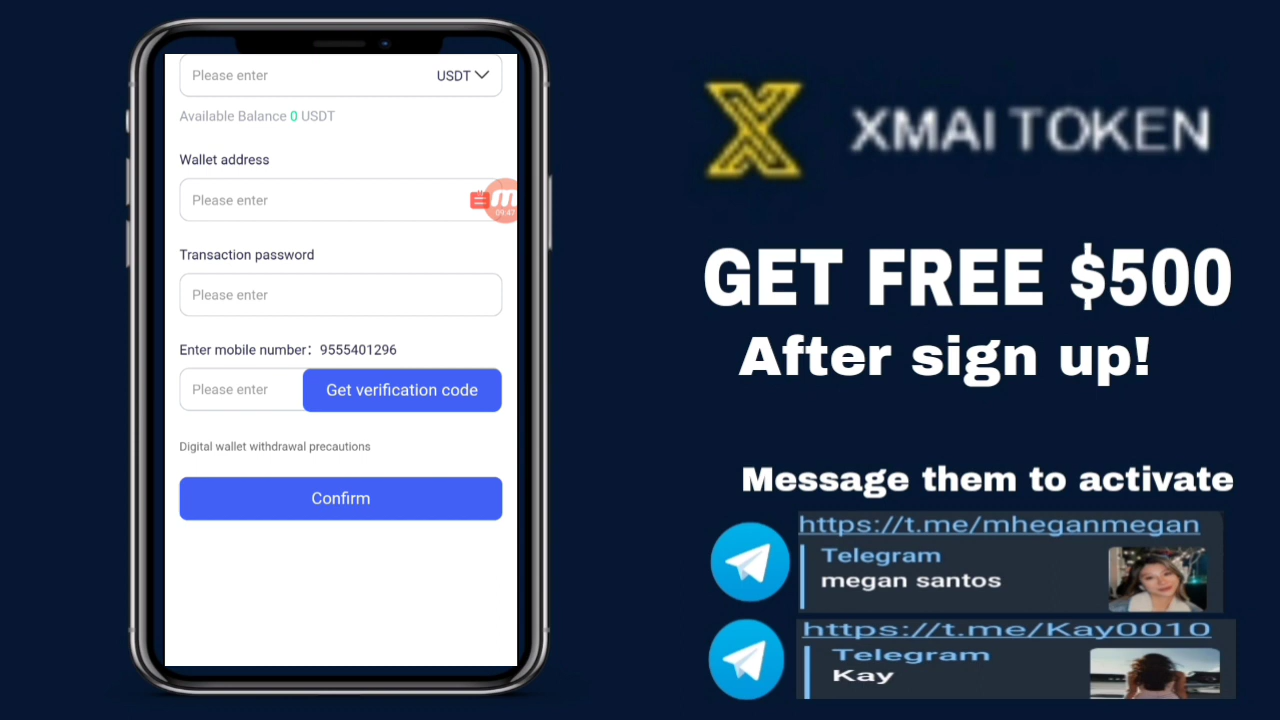 Please enter
USDT
Available Balance 0 USDT
Wallet address
Please enter
09:47
Transaction password
Please enter
Enter mobile number： 9555401296
Please enter
Get verification code
Digital wallet withdrawal precautions
Confirm
XMAI TOKEN
GET FREE $500
After sign up!
Message them to activate
https://t.me/mheganmegan
Telegram
megan santos
https://t.me/Kay0010
Telegram
Kay